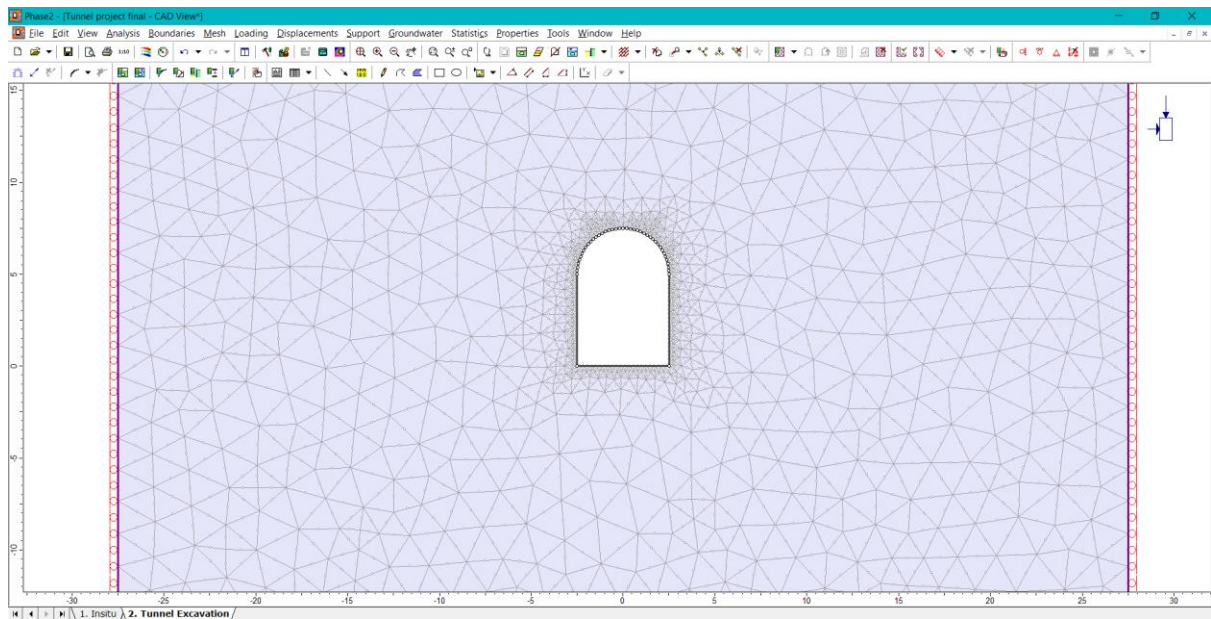 Phase2 - [Tunnel project final - CAD View*]
File Edit View Analysis Boundaries Mesh Loading Displacements Support Groundwater Statistics Properties Tools Window Help
1:10
15
10
5
0
-5
-10
-30 -25 -20 -15 -10 -5 0 5 10 15 20 25 30
1. Insitu 2. Tunnel Excavation